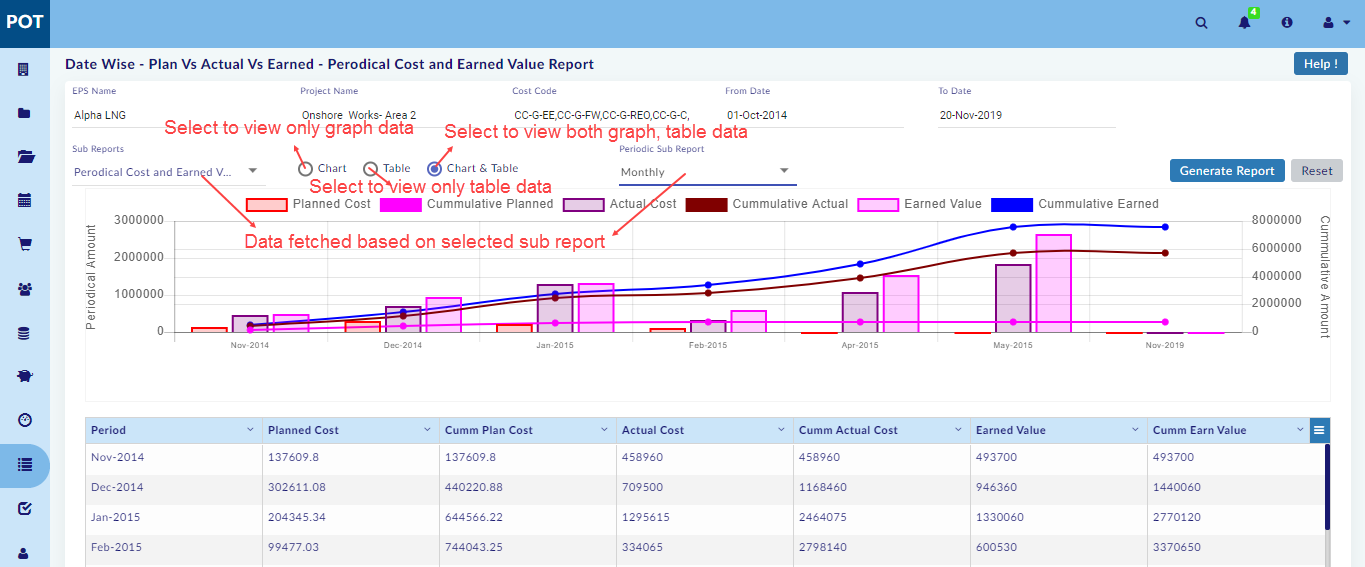 POT
4
Date Wise - Plan Vs Actual Vs Earned - Perodical Cost and Earned Value Report
Help !
EPS Name
Project Name
Cost Code
From Date
To Date
Alpha LNG
Onshore Works- Area 2
CC-G-EE,CC-G-FW,CC-G-REO,CC-G-C,
01-Oct-2014
20-Nov-2019
Select to view only graph data
Select to view both graph, table data
Sub Reports
Periodic Sub Report
Perodical Cost and Earned V...
Chart
Table
Chart & Table
Monthly
Generate Report
Reset
Select to view only table data
Planned Cost
Cummulative Planned
Actual Cost
Cummulative Actual
Earned Value
Cummulative Earned
Data fetched based on selected sub report
Periodical Amount
3000000
2000000
1000000
0
8000000
6000000
4000000
2000000
0
Cummulative Amount
Nov-2014
Dec-2014
Jan-2015
Feb-2015
Apr-2015
May-2015
Nov-2019
Period Planned Cost Cumm Plan Cost Actual Cost Cumm Actual Cost Earned Value Cumm Earn Value
Nov-2014 137609.8 137609.8 458960 458960 493700 493700
Dec-2014 302611.08 440220.88 709500 1168460 946360 1440060
Jan-2015 204345.34 644566.22 1295615 2464075 1330060 2770120
Feb-2015 99477.03 744043.25 334065 2798140 600530 3370650